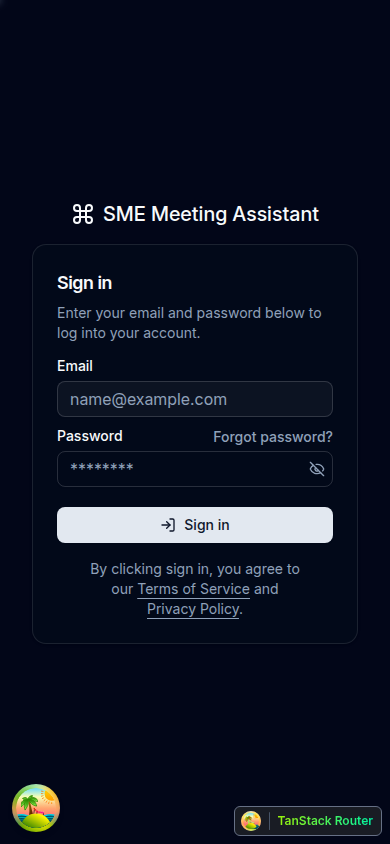 SME Meeting Assistant
Sign in
Enter your email and password below to
log into your account.
Email
name@example.com
Password Forgot password?
********
Sign in
By clicking sign in, you agree to
our Terms of Service and
Privacy Policy.
TanStack Router